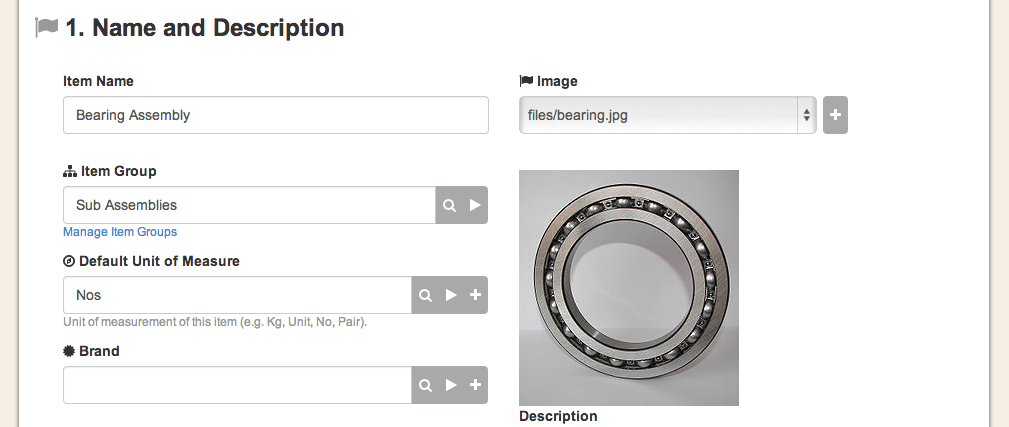 1. Name and Description
Item Name
Bearing Assembly
Image
files/bearing.jpg
Item Group
Sub Assemblies
Manage Item Groups
Default Unit of Measure
Nos
Unit of measurement of this item (e.g. Kg, Unit, No, Pair).
Brand
Description